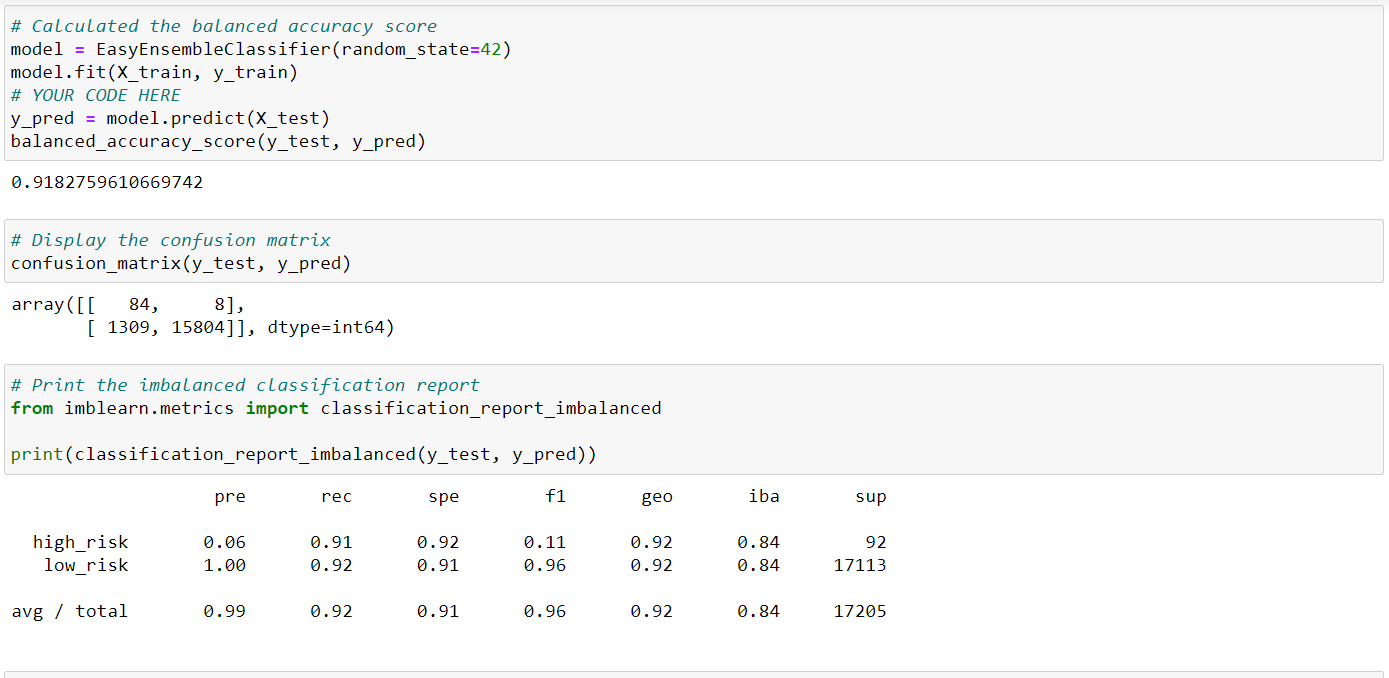 # Calculated the balanced accuracy score
model = EasyEnsembleClassifier(random_state=42)
model.fit(X_train, y_train)
# YOUR CODE HERE
y_pred = model.predict(X_test)
balanced_accuracy_score(y_test, y_pred)
0.9182759610669742
# Display the confusion matrix
confusion_matrix(y_test, y_pred)
array([[   84,     8],
       [ 1309, 15804]], dtype=int64)
# Print the imbalanced classification report
from imblearn.metrics import classification_report_imbalanced
print(classification_report_imbalanced(y_test, y_pred))
                   pre       rec       spe        f1       geo       iba       sup
  high_risk       0.06      0.91      0.92      0.11      0.92      0.84        92
   low_risk       1.00      0.92      0.91      0.96      0.92      0.84     17113
avg / total       0.99      0.92      0.91      0.96      0.92      0.84     17205